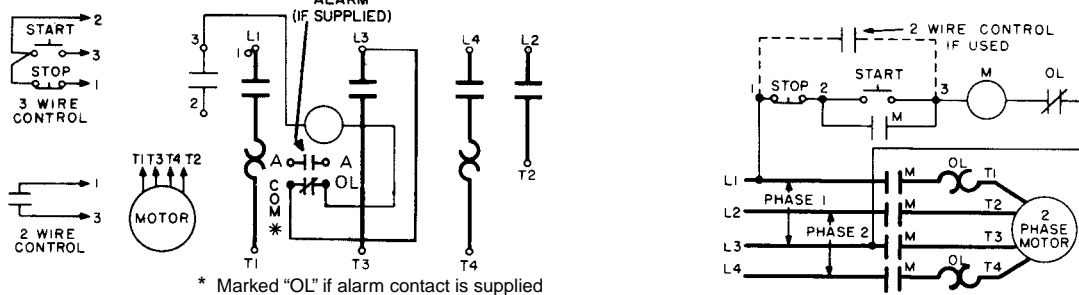 ALARM
(IF SUPPLIED)
2
START
3
STOP
1
3 WIRE
CONTROL
1
3
2 WIRE
CONTROL
T1 T3 T4 T2
MOTOR
3
2
L1
1
L3
A
A
COM
*
OL
T1
T3
L4
T4
L2
T2
* Marked "OL" if alarm contact is supplied
2 WIRE CONTROL
IF USED
1
STOP
2
START
3
M
OL
M
L1
M
OL
T1
PHASE 1
L2
M
T2
PHASE 2
L3
M
T3
L4
M
OL
T4
2
PHASE
MOTOR